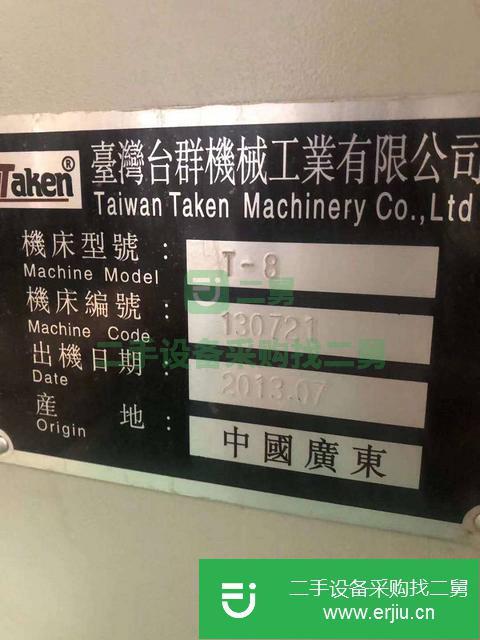 Taken®
臺灣台群機械工業有限公司
Taiwan Taken Machinery Co.,Ltd
機床型號：
Machine Model
T-8
機床編號：
Machine Code
130721
出機日期：
Date
2013.07
產地：
Origin
中國廣東
二舅
二手设备采购找二舅
二手设备采购找二舅
www.erjiu.cn